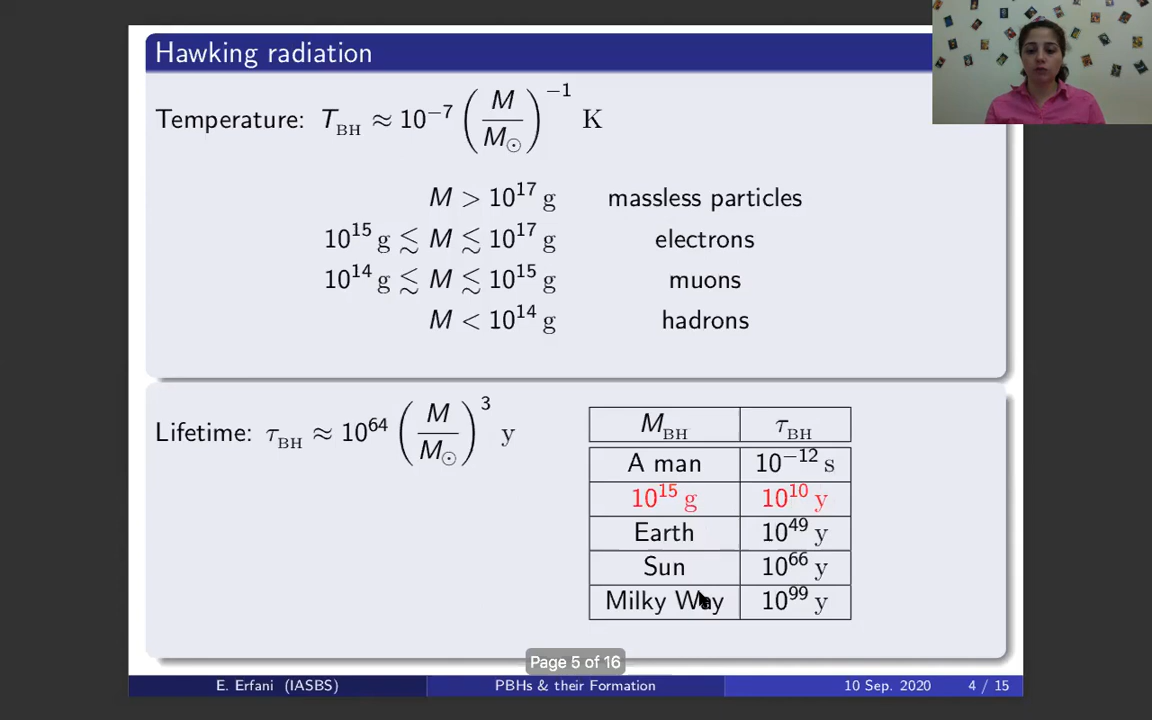 Hawking radiation
Temperature: T_BH ≈ 10⁻⁷ (M/M_⊙)⁻¹ K
M > 10¹⁷ g massless particles
10¹⁵ g ≲ M ≲ 10¹⁷ g electrons
10¹⁴ g ≲ M ≲ 10¹⁵ g muons
M < 10¹⁴ g hadrons
Lifetime: τ_BH ≈ 10⁶⁴ (M/M_⊙)³ y
M_BH τ_BH
A man 10⁻¹² s
10¹⁵ g 10¹⁰ y
Earth 10⁴⁹ y
Sun 10⁶⁶ y
Milky Way 10⁹⁹ y
Page 5 of 16
E. Erfani (IASBS) PBHs & their Formation 10 Sep. 2020 4 / 15